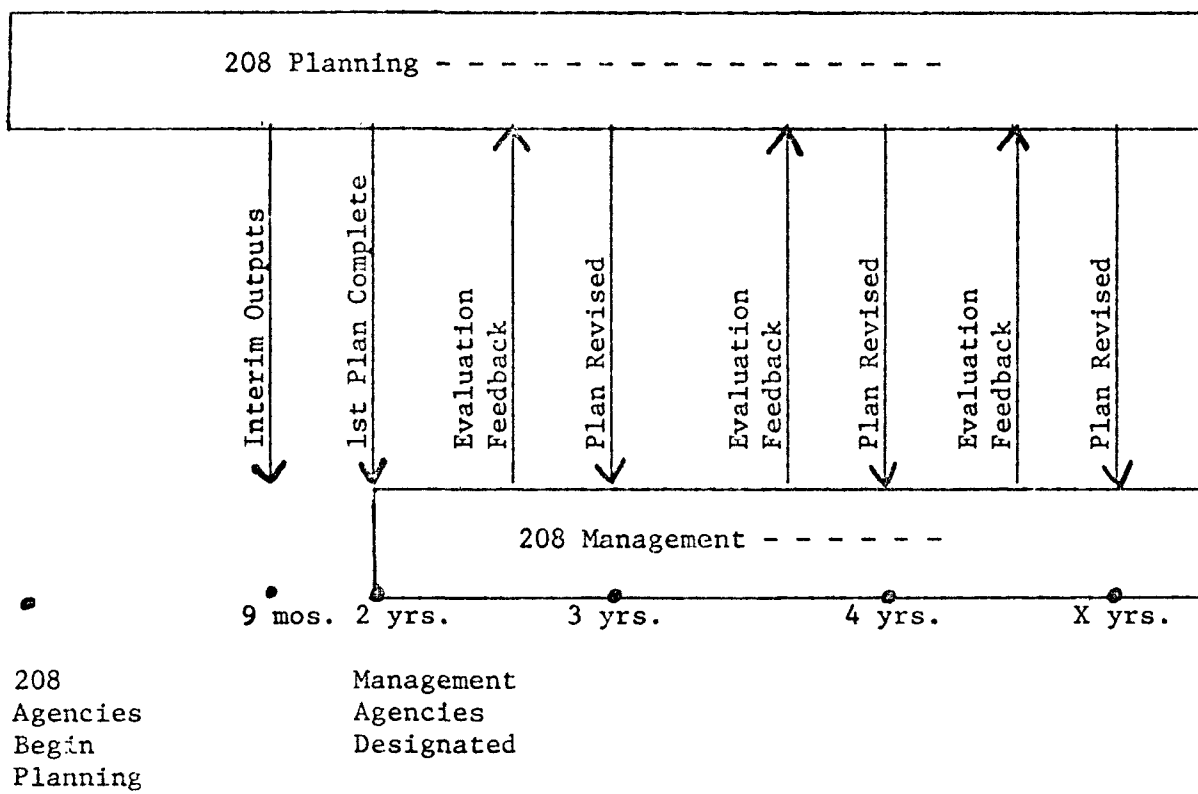 208 Planning - - - - - - - - - - - - - - - -
Interim Outputs
1st Plan Complete
Evaluation
Feedback
Plan Revised
Evaluation
Feedback
Plan Revised
Evaluation
Feedback
Plan Revised
208 Management - - - - - -
9 mos. 2 yrs. 3 yrs. 4 yrs. X yrs.
208
Agencies
Begin
Planning
Management
Agencies
Designated